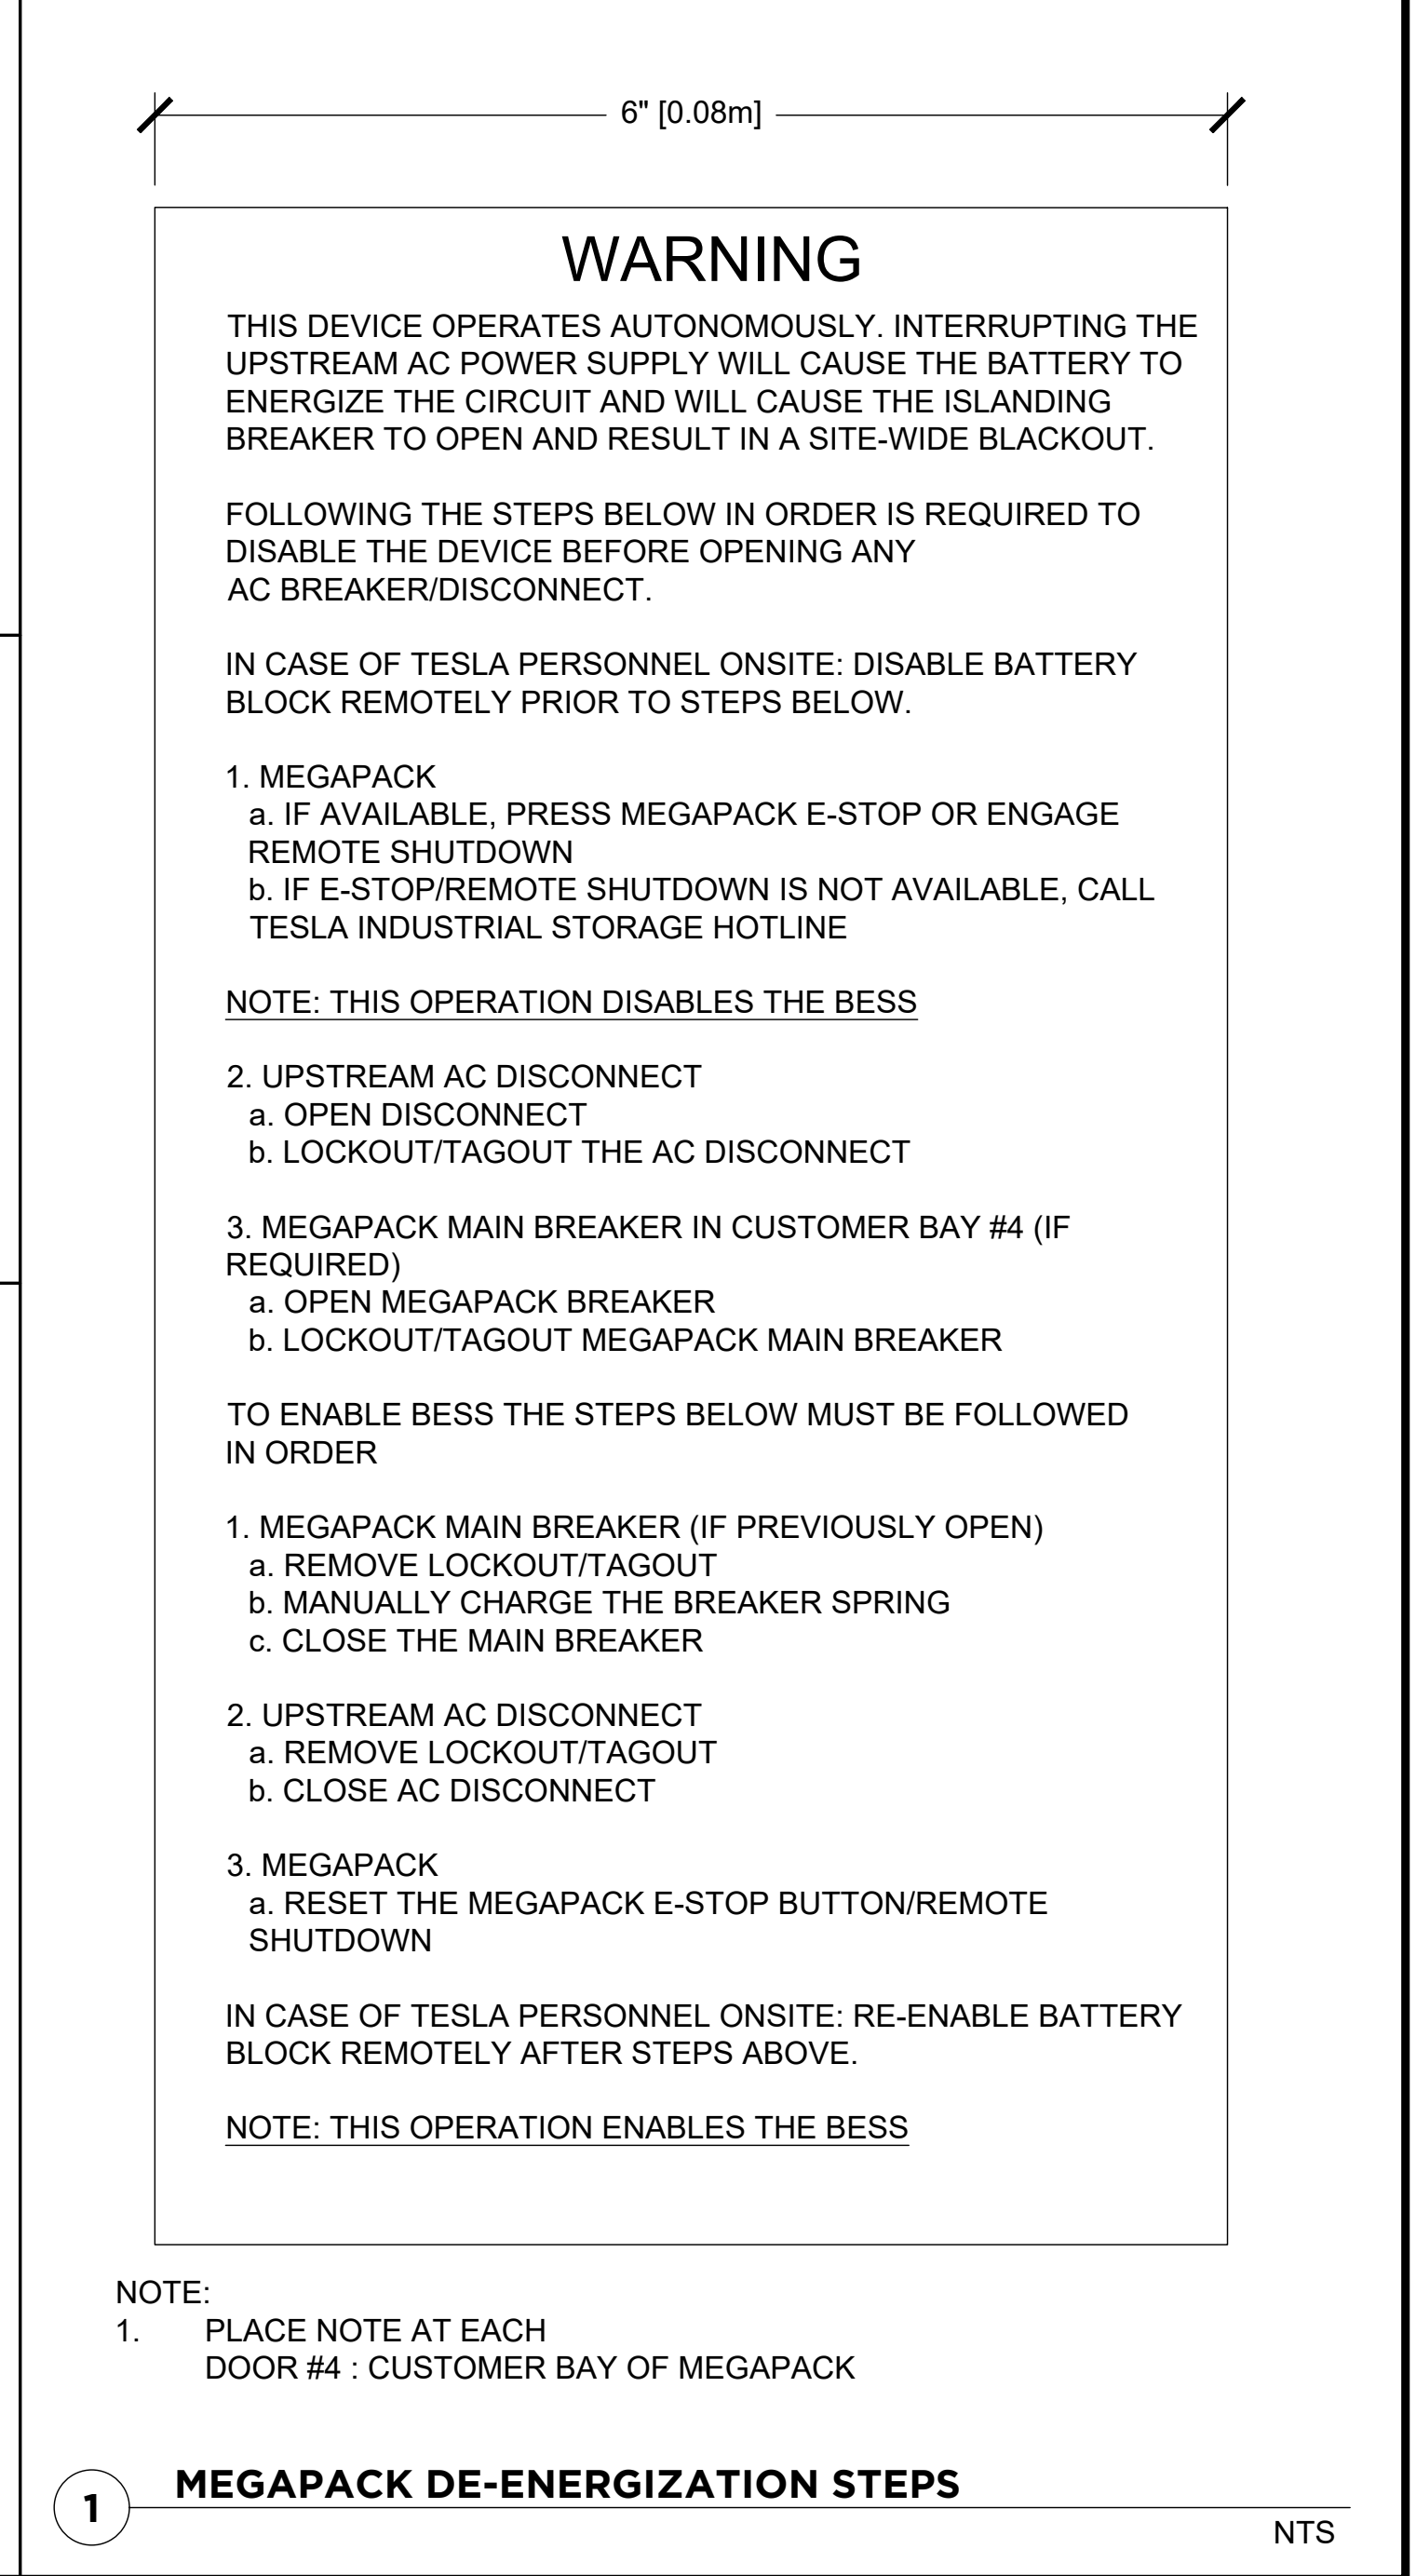 6" [0.08m]
WARNING
THIS DEVICE OPERATES AUTONOMOUSLY. INTERRUPTING THE
UPSTREAM AC POWER SUPPLY WILL CAUSE THE BATTERY TO
ENERGIZE THE CIRCUIT AND WILL CAUSE THE ISLANDING
BREAKER TO OPEN AND RESULT IN A SITE-WIDE BLACKOUT.
FOLLOWING THE STEPS BELOW IN ORDER IS REQUIRED TO
DISABLE THE DEVICE BEFORE OPENING ANY
AC BREAKER/DISCONNECT.
IN CASE OF TESLA PERSONNEL ONSITE: DISABLE BATTERY
BLOCK REMOTELY PRIOR TO STEPS BELOW.
1. MEGAPACK
a. IF AVAILABLE, PRESS MEGAPACK E-STOP OR ENGAGE
REMOTE SHUTDOWN
b. IF E-STOP/REMOTE SHUTDOWN IS NOT AVAILABLE, CALL
TESLA INDUSTRIAL STORAGE HOTLINE
NOTE: THIS OPERATION DISABLES THE BESS
2. UPSTREAM AC DISCONNECT
a. OPEN DISCONNECT
b. LOCKOUT/TAGOUT THE AC DISCONNECT
3. MEGAPACK MAIN BREAKER IN CUSTOMER BAY #4 (IF
REQUIRED)
a. OPEN MEGAPACK BREAKER
b. LOCKOUT/TAGOUT MEGAPACK MAIN BREAKER
TO ENABLE BESS THE STEPS BELOW MUST BE FOLLOWED
IN ORDER
1. MEGAPACK MAIN BREAKER (IF PREVIOUSLY OPEN)
a. REMOVE LOCKOUT/TAGOUT
b. MANUALLY CHARGE THE BREAKER SPRING
c. CLOSE THE MAIN BREAKER
2. UPSTREAM AC DISCONNECT
a. REMOVE LOCKOUT/TAGOUT
b. CLOSE AC DISCONNECT
3. MEGAPACK
a. RESET THE MEGAPACK E-STOP BUTTON/REMOTE
SHUTDOWN
IN CASE OF TESLA PERSONNEL ONSITE: RE-ENABLE BATTERY
BLOCK REMOTELY AFTER STEPS ABOVE.
NOTE: THIS OPERATION ENABLES THE BESS
NOTE:
1. PLACE NOTE AT EACH
DOOR #4 : CUSTOMER BAY OF MEGAPACK
1 MEGAPACK DE-ENERGIZATION STEPS
NTS